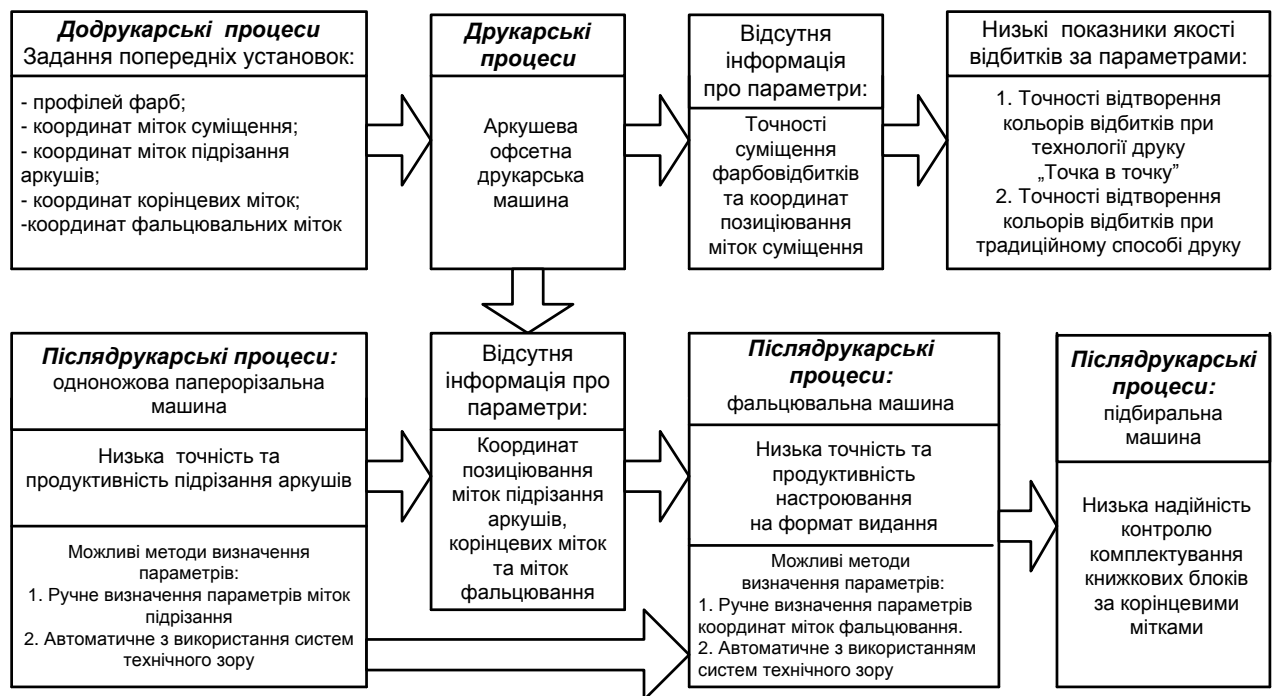 Додрукарські процеси
Задання попередніх установок:
- профілей фарб;
- координат міток суміщення;
- координат міток підрізання
аркушів;
- координат корінцевих міток;
-координат фальцювальних міток
Друкарські
процеси
Аркушева
офсетна
друкарська
машина
Відсутня
інформація
про параметри:
Точності
суміщення
фарбовідбитків
та координат
позиціювання
міток суміщення
Низькі показники якості
відбитків за параметрами:
1. Точності відтворення
кольорів відбитків при
технології друку
„Точка в точку”
2. Точності відтворення
кольорів відбитків при
традиційному способі друку
Післядрукарські процеси:
одноножова паперорізальна
машина
Низька точність та
продуктивність підрізання аркушів
Можливі методи визначення
параметрів:
1. Ручне визначення параметрів міток
підрізання
2. Автоматичне з використання систем
технічного зору
Відсутня
інформація про
параметри:
Координат
позиціювання
міток підрізання
аркушів,
корінцевих міток
та міток
фальцювання
Післядрукарські
процеси:
фальцювальна машина
Низька точність та
продуктивність
настроювання
на формат видання
Можливі методи
визначення параметрів:
1. Ручне визначення параметрів
координат міток фальцювання.
2. Автоматичне з використанням
систем технічного зору
Післядрукарські
процеси:
підбиральна
машина
Низька надійність
контролю
комплектування
книжкових блоків
за корінцевими
мітками